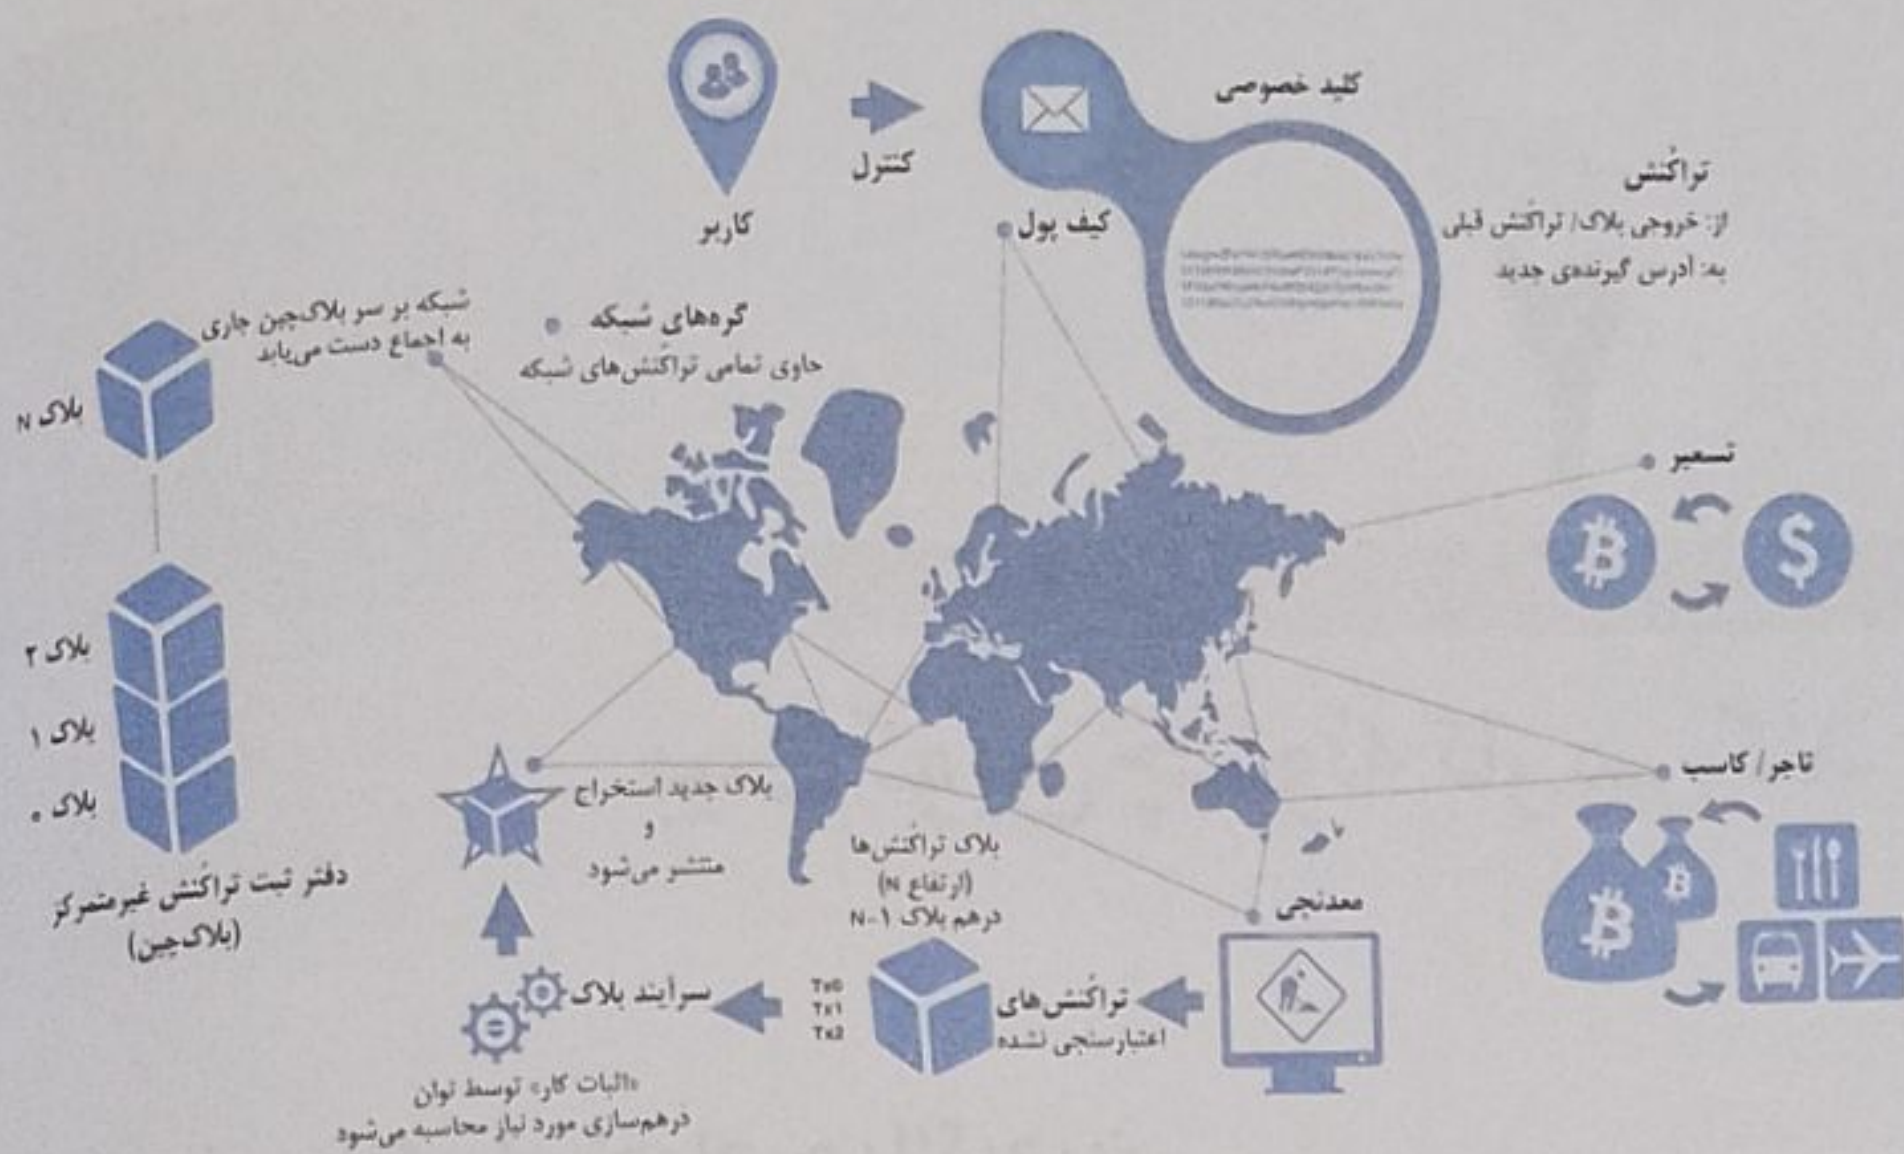 کاربر
کنترل
کلید خصوصی
کیف پول
تراکُنش
از: خروجی بلاک/ تراکُنش قبلی
به: آدرس گیرنده‌ی جدید
گره‌های شبکه
حاوی تمامی تراکُنش‌های شبکه
شبکه بر سر بلاک‌چین جاری
به اجماع دست می‌یابد
بلاک N
بلاک ۲
بلاک ۱
بلاک ۰
دفتر ثبت تراکُنش غیرمتمرکز
(بلاک‌چین)
تسعیر
تاجر/ کاسب
معدنچی
تراکُنش‌های
اعتبارسنجی نشده
بلاک تراکُنش‌ها
(ارتفاع N)
درهم بلاک N-۱
Tx0
Tx1
Tx2
سرآیند بلاک
«اثبات کار» توسط توان
درهم‌سازی مورد نیاز محاسبه می‌شود
بلاک جدید استخراج
و
منتشر می‌شود